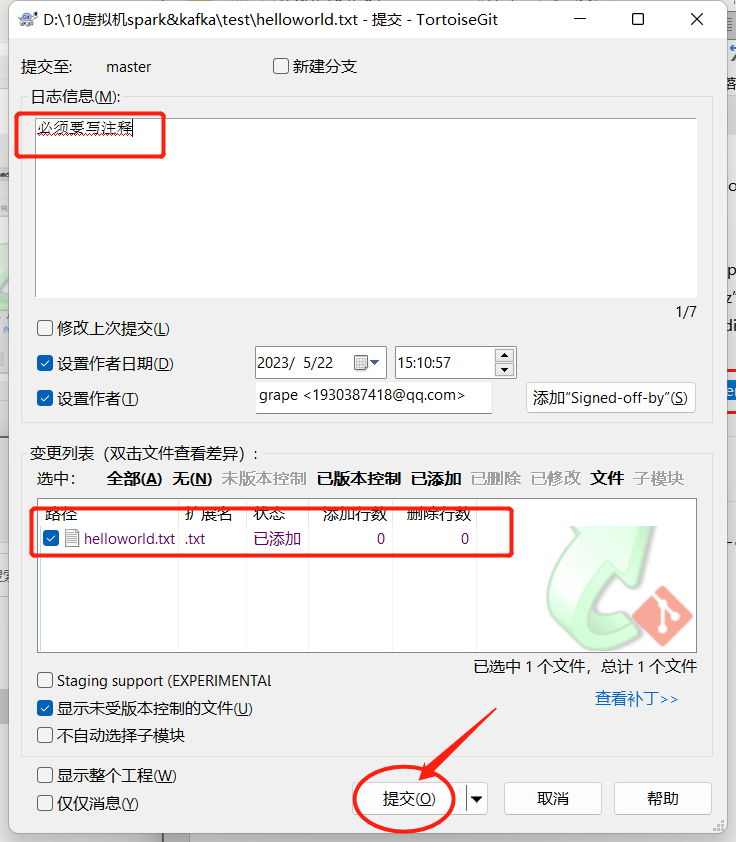 D:\10虚拟机spark&kafka\test\helloworld.txt - 提交 - TortoiseGit
提交至: master 新建分支
日志信息(M):
必须要写注释
1/7
修改上次提交(L)
设置作者日期(D) 2023/ 5/22 15:10:57
设置作者(T) grape <1930387418@qq.com> 添加“Signed-off-by”(S)
变更列表（双击文件查看差异）:
选中: 全部(A) 无(N) 未版本控制 已版本控制 已添加 已删除 已修改 文件 子模块
路径 扩展名 状态 添加行数 删除行数
helloworld.txt .txt 已添加 0 0
已选中 1 个文件，总计 1 个文件
Staging support (EXPERIMENTAL
查看补丁>>
显示未受版本控制的文件(U)
不自动选择子模块
显示整个工程(W)
仅仅消息(Y)
提交(O) 取消 帮助